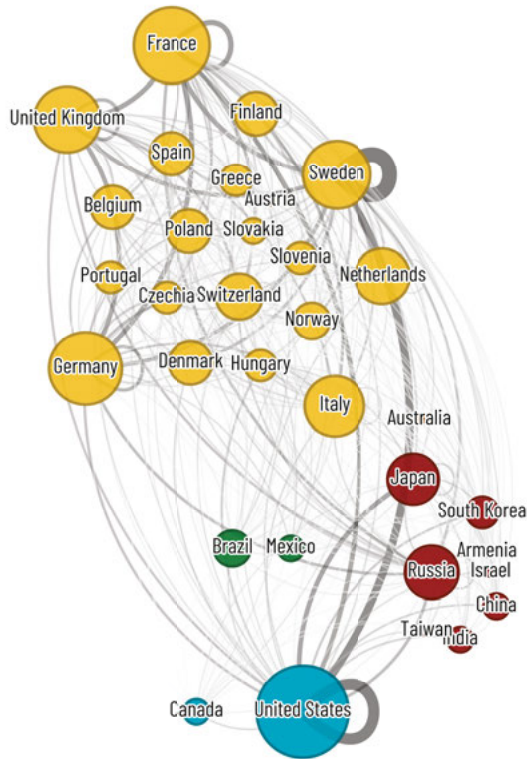 France
Finland
United Kingdom
Spain
Sweden
Greece
Austria
Belgium
Poland
Slovakia
Slovenia
Netherlands
Portugal
Czechia
Switzerland
Norway
Germany
Denmark
Hungary
Italy
Australia
Japan
South Korea
Brazil
Mexico
Armenia
Russia
Israel
China
Taiwan
India
Canada
United States